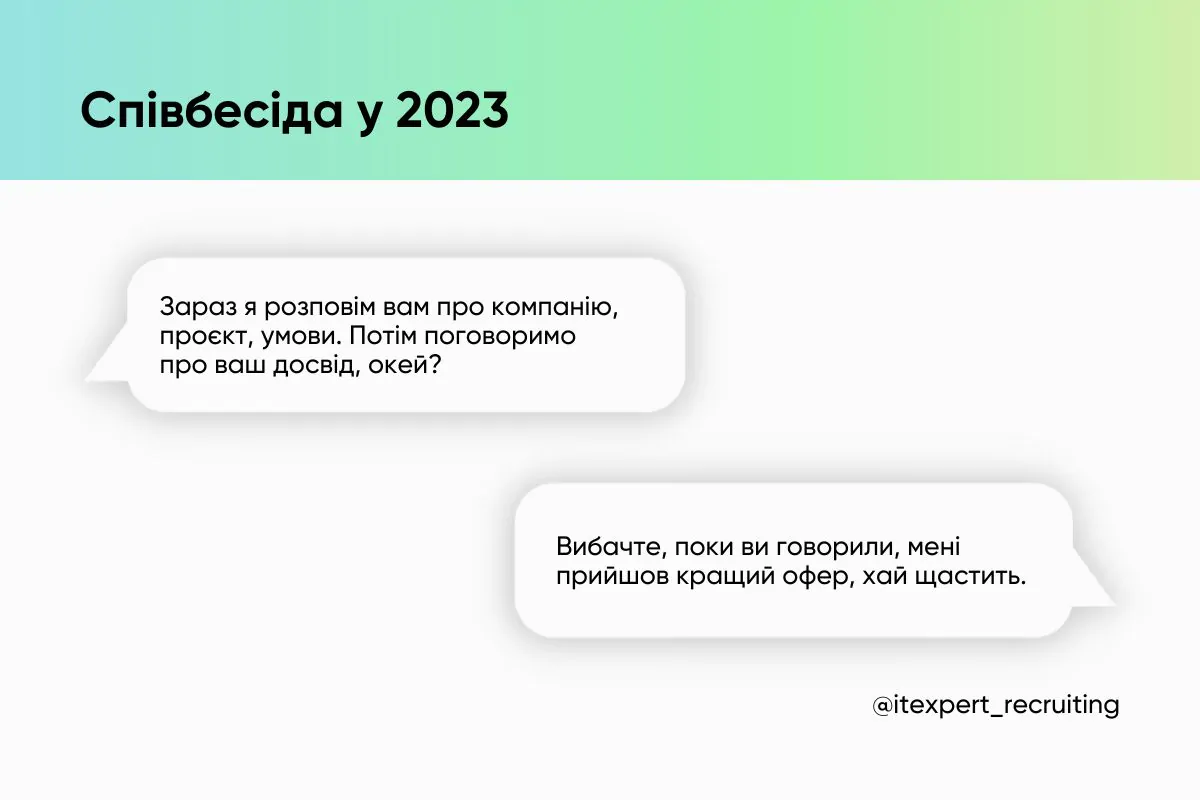 Співбесіда у 2023
Зараз я розповім вам про компанію,
проєкт, умови. Потім поговоримо
про ваш досвід, окей?
Вибачте, поки ви говорили, мені
прийшов кращий офер, хай щастить.
@itexpert_recruiting